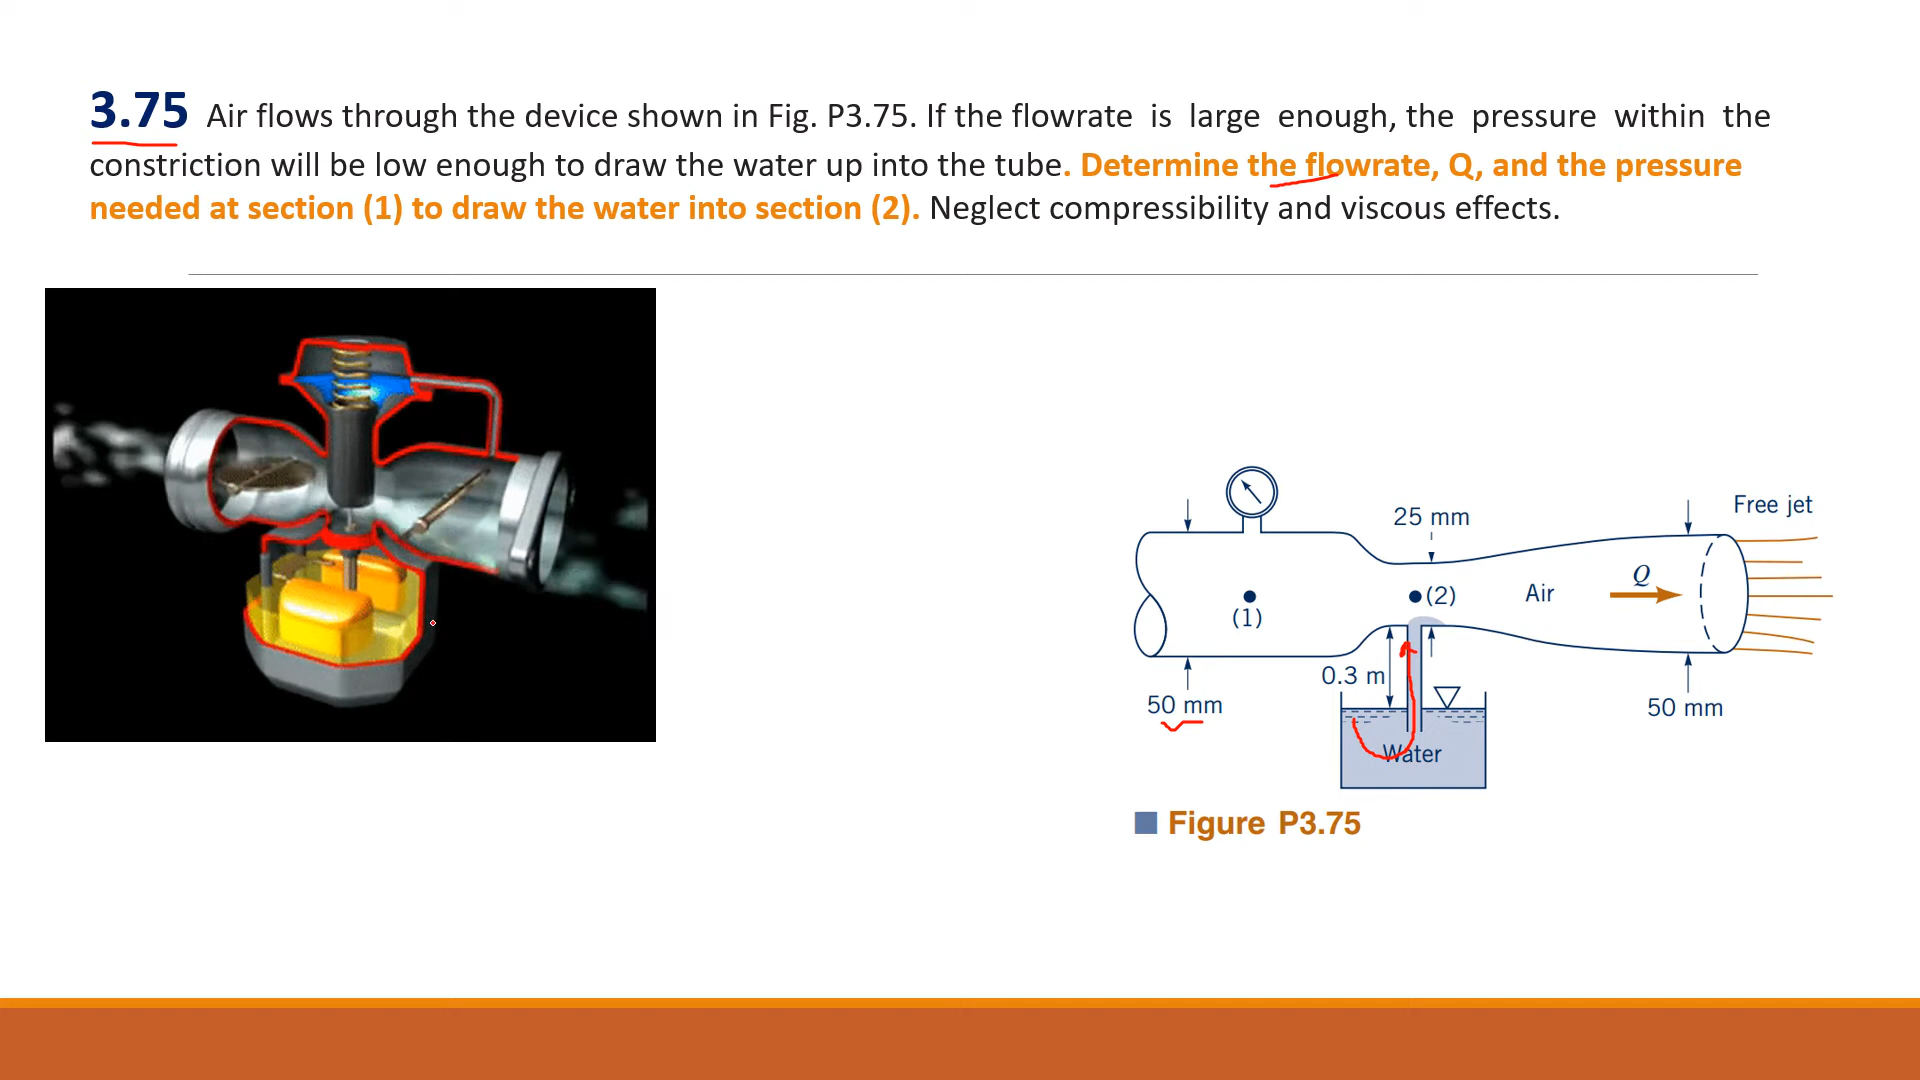 3.75 Air flows through the device shown in Fig. P3.75. If the flowrate is large enough, the pressure within the
constriction will be low enough to draw the water up into the tube. Determine the flowrate, Q, and the pressure
needed at section (1) to draw the water into section (2). Neglect compressibility and viscous effects.
Free jet
25 mm
Q
(1)
(2)
Air
0.3 m
50 mm
50 mm
Water
Figure P3.75